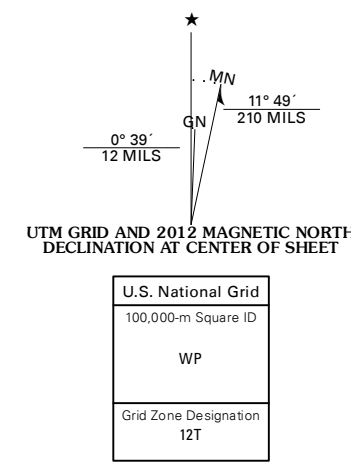 ★
MN
GN
11° 49´
210 MILS
0° 39´
12 MILS
UTM GRID AND 2012 MAGNETIC NORTH
DECLINATION AT CENTER OF SHEET
U.S. National Grid
100,000-m Square ID
WP
Grid Zone Designation
12T